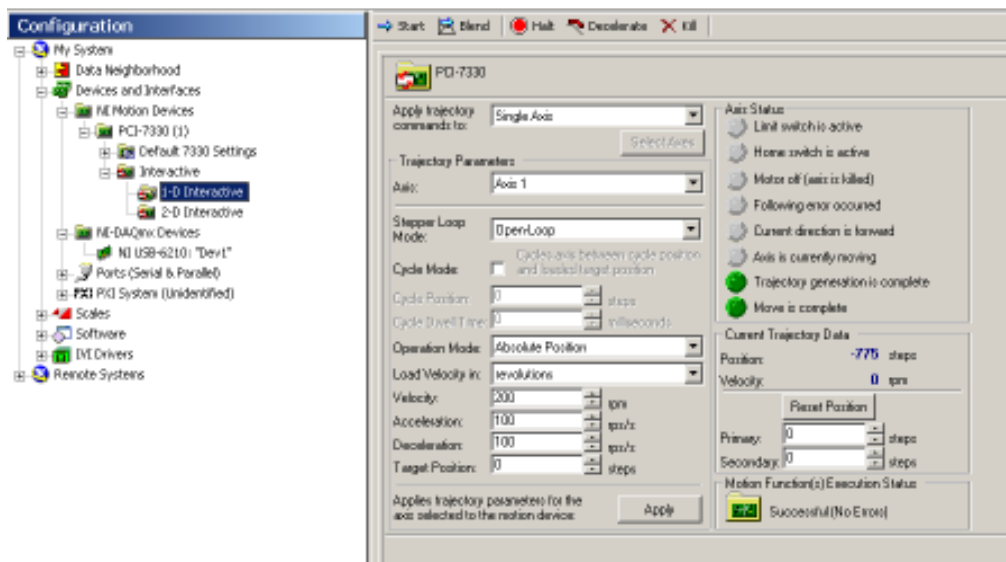 Configuration
My System
Data Neighborhood
Devices and Interfaces
NI Motion Devices
PCI-7330 (1)
Default 7330 Settings
Interactive
1-D Interactive
2-D Interactive
NI-DAQmx Devices
NI USB-6210: "Dev1"
Ports (Serial & Parallel)
PXI PXI System (Unidentified)
Scales
Software
IVI Drivers
Remote Systems
Start Blend Halt Decelerate Kill
PCI-7330
Apply trajectory commands to: Single Axis
Select Axes
Trajectory Parameters
Axis: Axis 1
Stepper Loop Mode: Open-Loop
Cycle Mode: Cycles axis between cycle position and loaded target position
Cycle Position: 0 steps
Cycle Dwell Time: 0 milliseconds
Operation Mode: Absolute Position
Load Velocity in: revolutions
Velocity: 200 rpm
Acceleration: 100 rps/s
Deceleration: 100 rps/s
Target Position: 0 steps
Applies trajectory parameters for the
axis selected to the motion device:
Apply
Axis Status
Limit switch is active
Home switch is active
Motor off (axis is killed)
Following error occurred
Current direction is forward
Axis is currently moving
Trajectory generation is complete
Move is complete
Current Trajectory Data
Position: -775 steps
Velocity: 0 rpm
Reset Position
Primary: 0 steps
Secondary: 0 steps
Motion Function(s) Execution Status
Successful (No Errors)